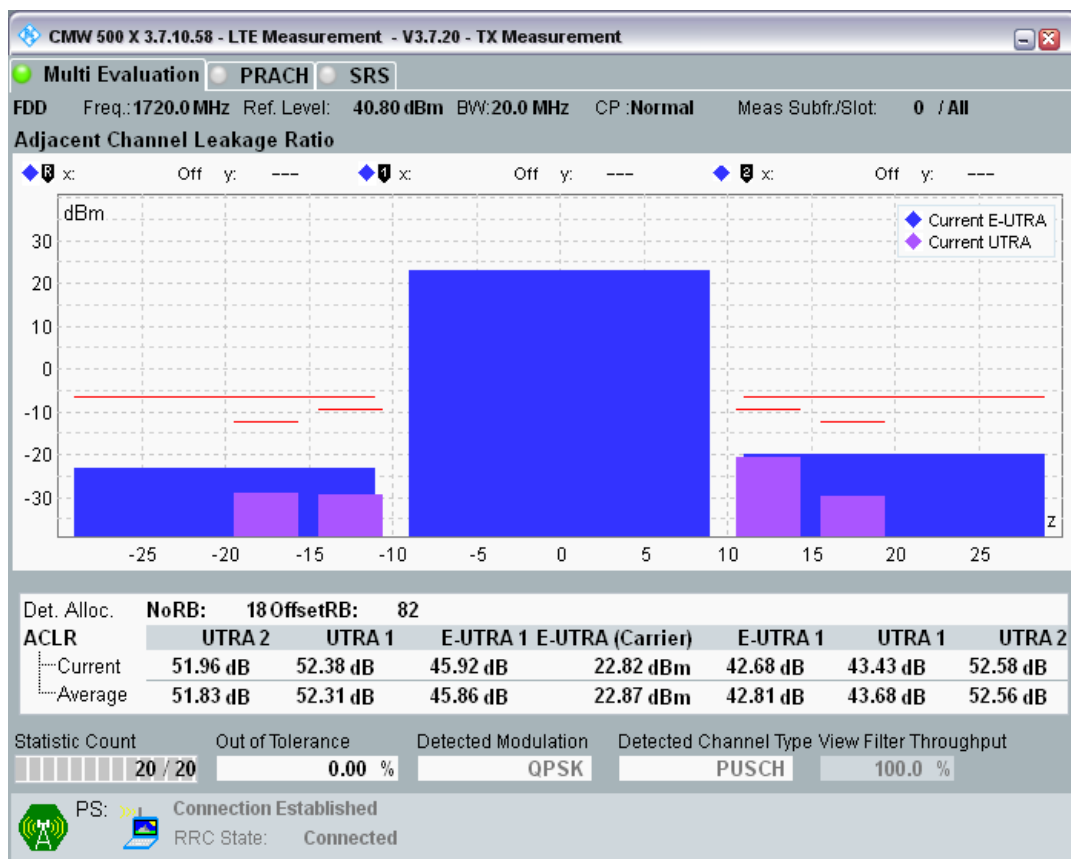 CMW 500 X 3.7.10.58 - LTE Measurement - V3.7.20 - TX Measurement
Multi Evaluation PRACH SRS
FDD Freq.: 1720.0 MHz Ref. Level: 40.80 dBm BW: 20.0 MHz CP : Normal Meas Subfr./Slot: 0 / All
Adjacent Channel Leakage Ratio
R x: Off y: --- 1 x: Off y: --- 2 x: Off y: ---
dBm
Current E-UTRA
Current UTRA
30
20
10
0
-10
-20
-30
z
-25 -20 -15 -10 -5 0 5 10 15 20 25
Det. Alloc. NoRB: 18 OffsetRB: 82
ACLR UTRA 2 UTRA 1 E-UTRA 1 E-UTRA (Carrier) E-UTRA 1 UTRA 1 UTRA 2
Current 51.96 dB 52.38 dB 45.92 dB 22.82 dBm 42.68 dB 43.43 dB 52.58 dB
Average 51.83 dB 52.31 dB 45.86 dB 22.87 dBm 42.81 dB 43.68 dB 52.56 dB
Statistic Count Out of Tolerance Detected Modulation Detected Channel Type View Filter Throughput
20 / 20 0.00 % QPSK PUSCH 100.0 %
PS: Connection Established
RRC State: Connected